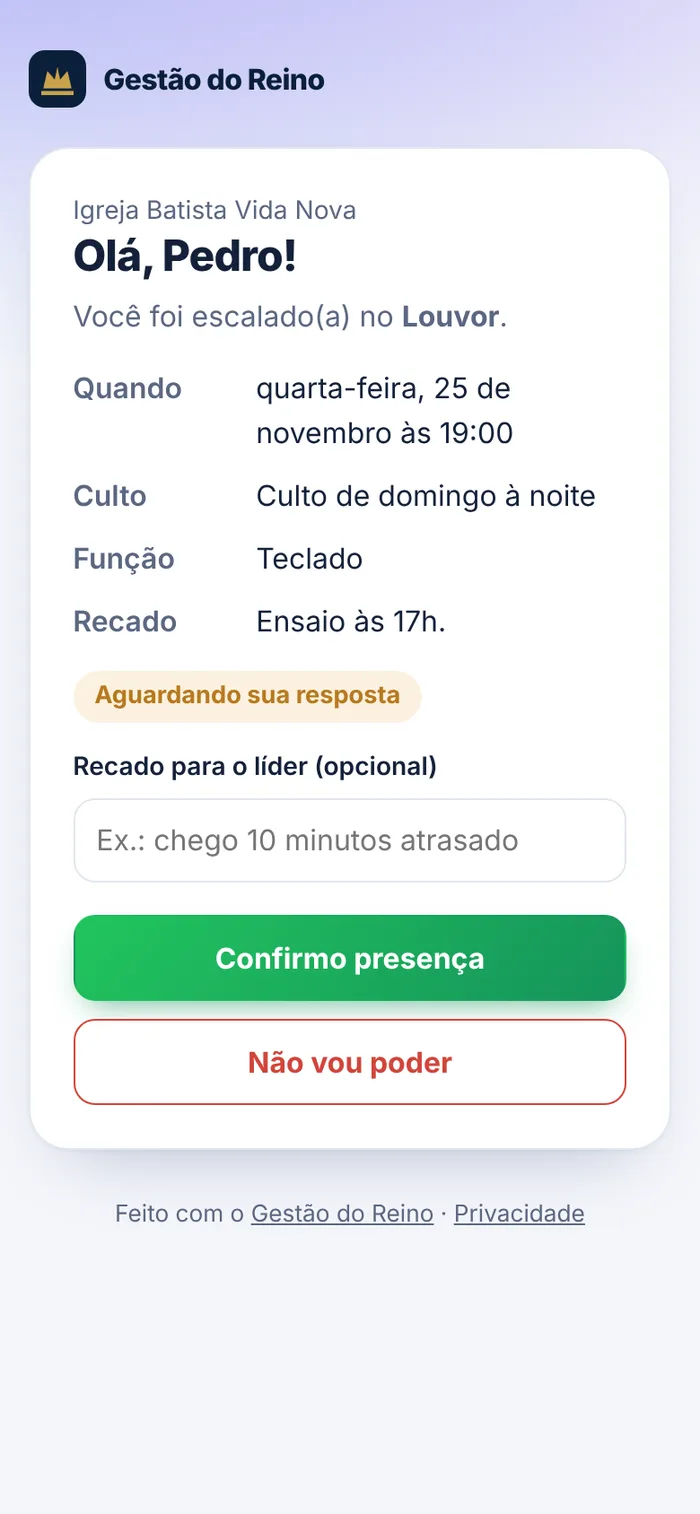 Gestão do Reino
Igreja Batista Vida Nova
Olá, Pedro!
Você foi escalado(a) no Louvor.
Quando quarta-feira, 25 de
novembro às 19:00
Culto Culto de domingo à noite
Função Teclado
Recado Ensaio às 17h.
Aguardando sua resposta
Recado para o líder (opcional)
Ex.: chego 10 minutos atrasado
Confirmo presença
Não vou poder
Feito com o Gestão do Reino · Privacidade